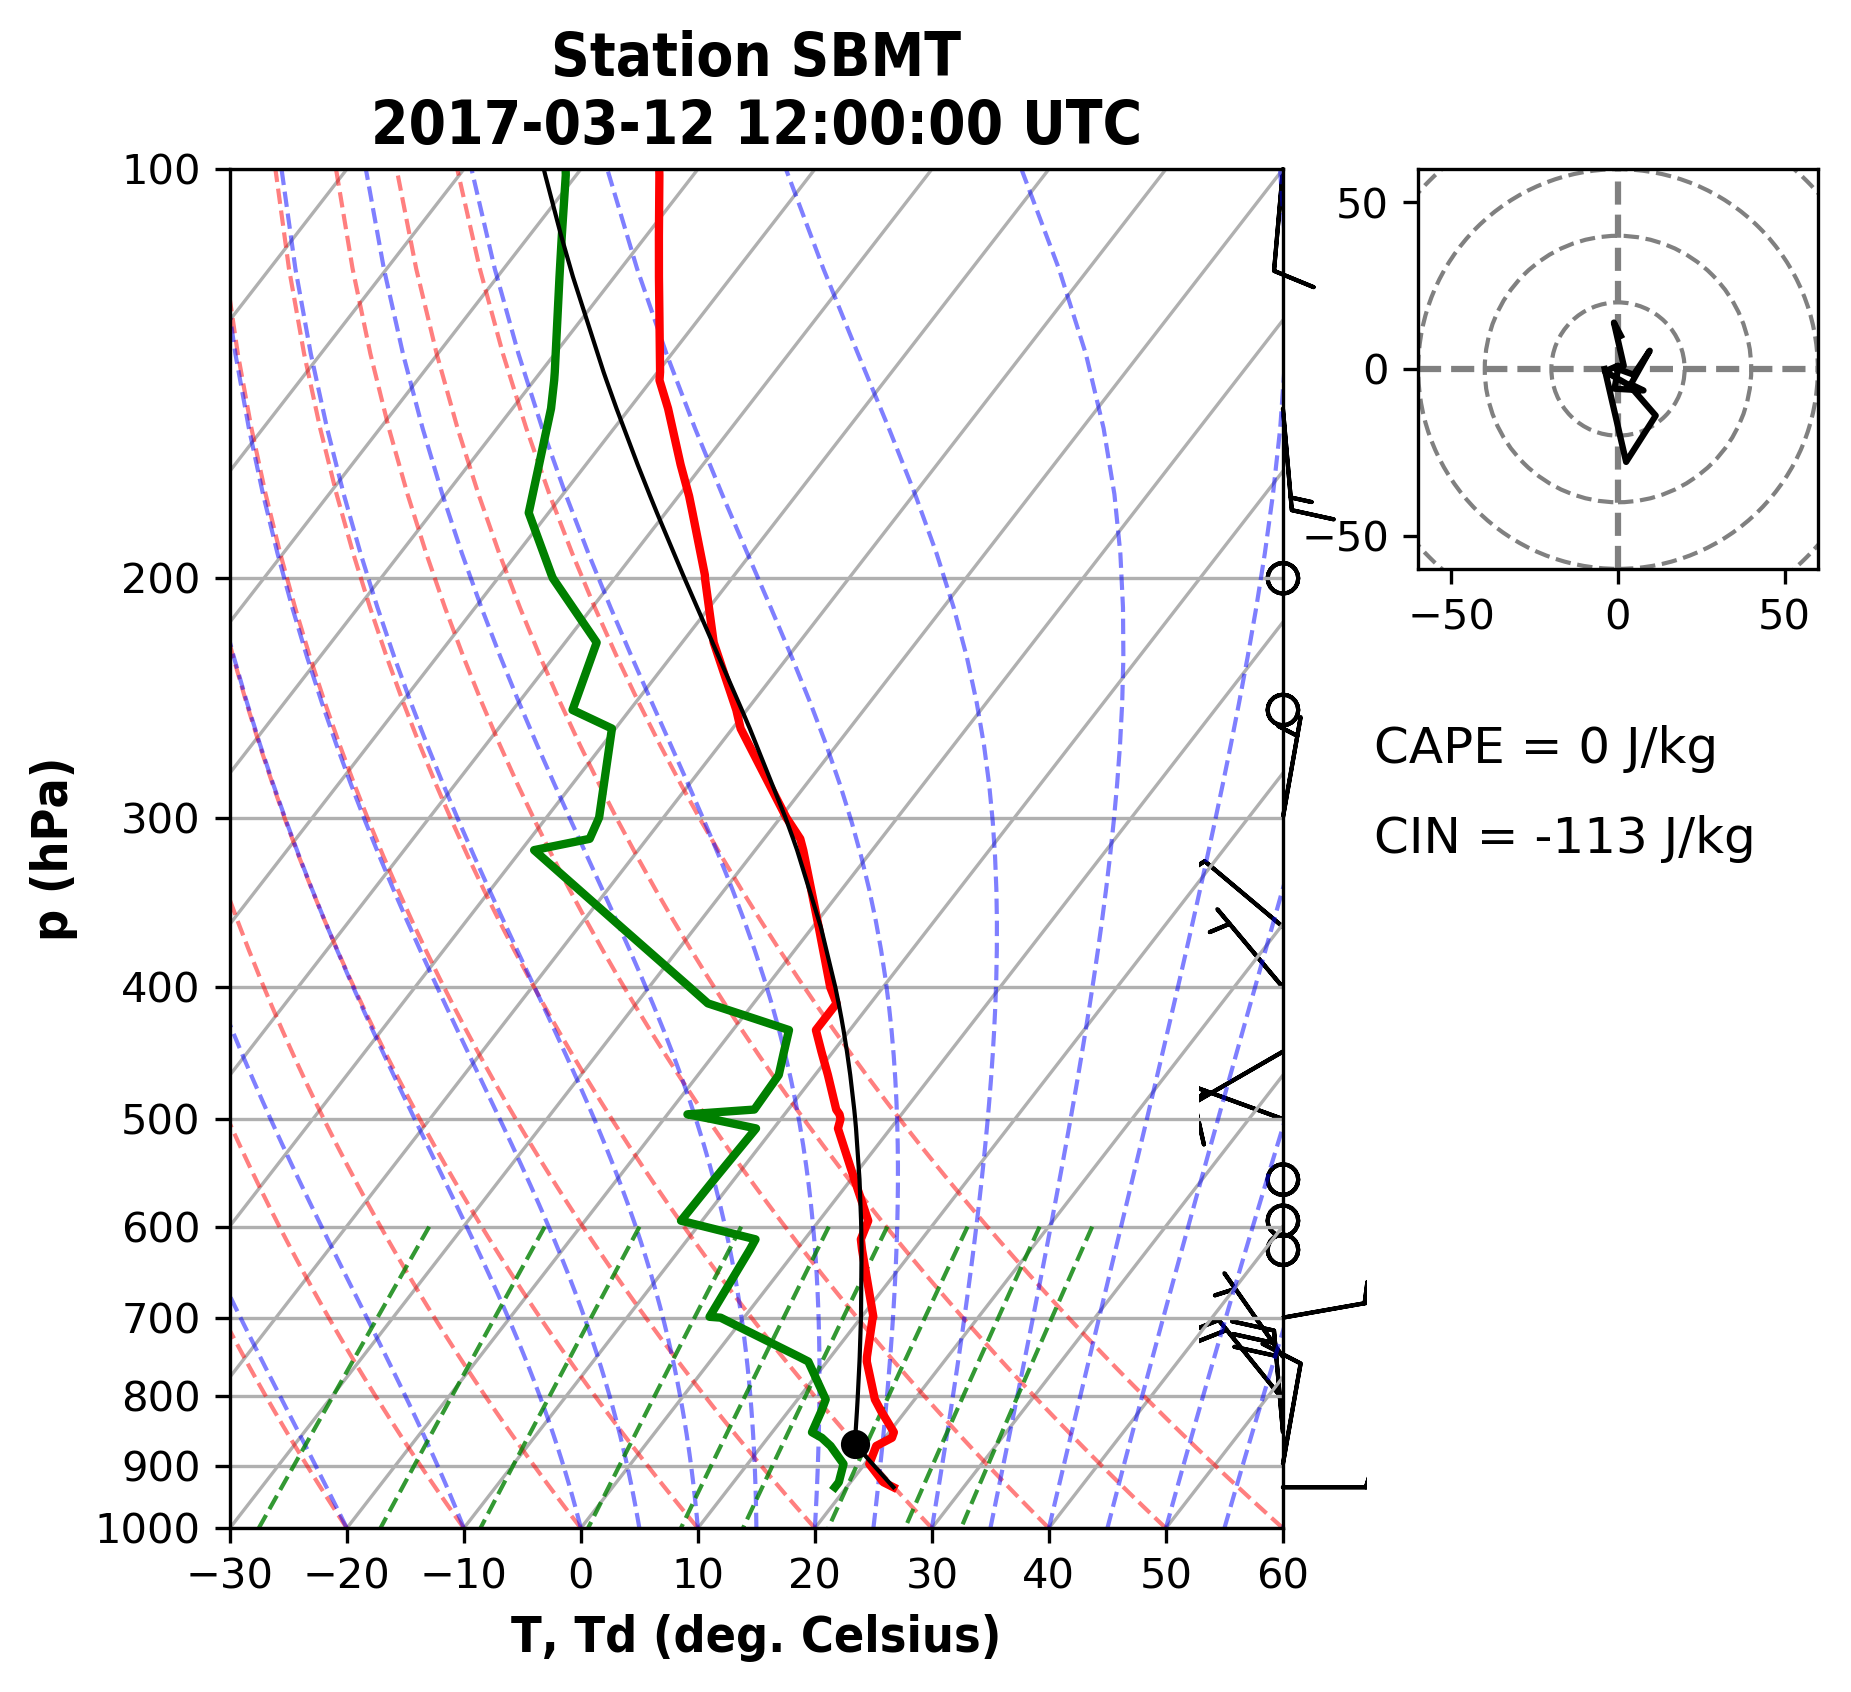 Station SBMT
2017-03-12 12:00:00 UTC
p (hPa)
100
200
300
400
500
600
700
800
900
1000
−30 −20 −10 0 10 20 30 40 50 60
T, Td (deg. Celsius)
50
0
−50
−50 0 50
CAPE = 0 J/kg
CIN = -113 J/kg